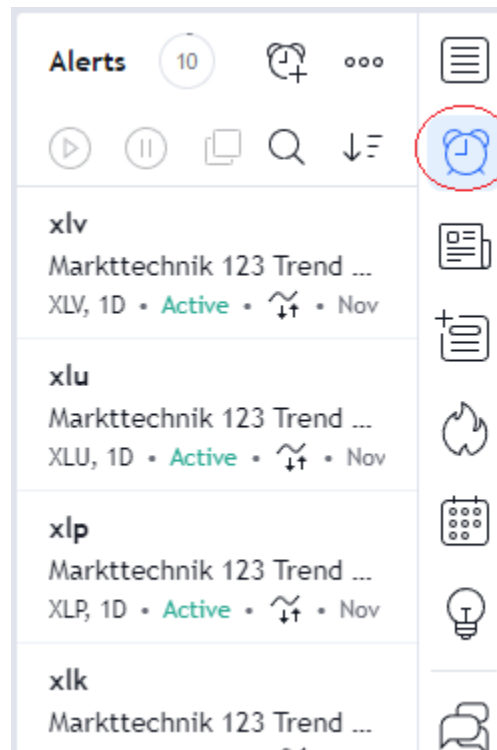 Alerts 10
xlv
Markttechnik 123 Trend ...
XLV, 1D • Active • • Nov
xlu
Markttechnik 123 Trend ...
XLU, 1D • Active • • Nov
xlp
Markttechnik 123 Trend ...
XLP, 1D • Active • • Nov
xlk
Markttechnik 123 Trend ...